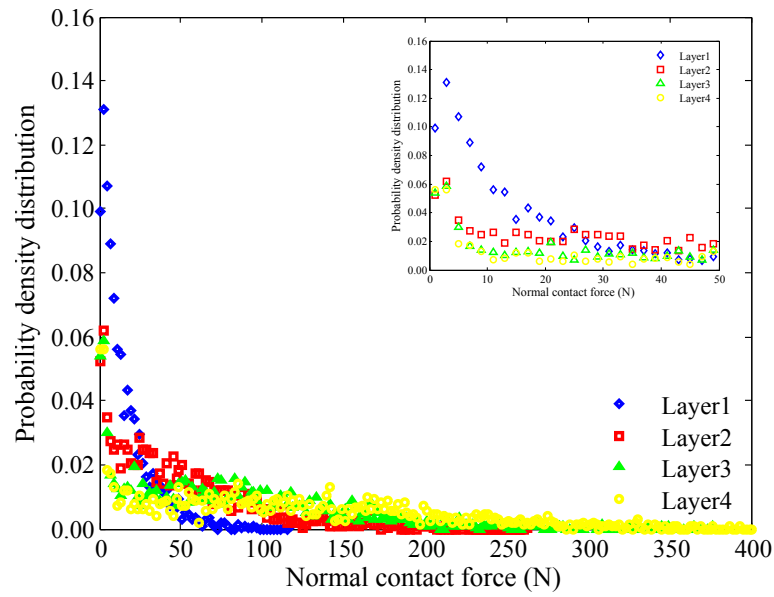 0.16
0.14
0.12
0.10
0.08
0.06
0.04
0.02
0.00
Probability density distribution
0 50 100 150 200 250 300 350 400
Normal contact force (N)
Layer1
Layer2
Layer3
Layer4
0.16
0.14
0.12
0.10
0.08
0.06
0.04
0.02
0.00
Probability density distribution
0 10 20 30 40 50
Normal contact force (N)
Layer1
Layer2
Layer3
Layer4